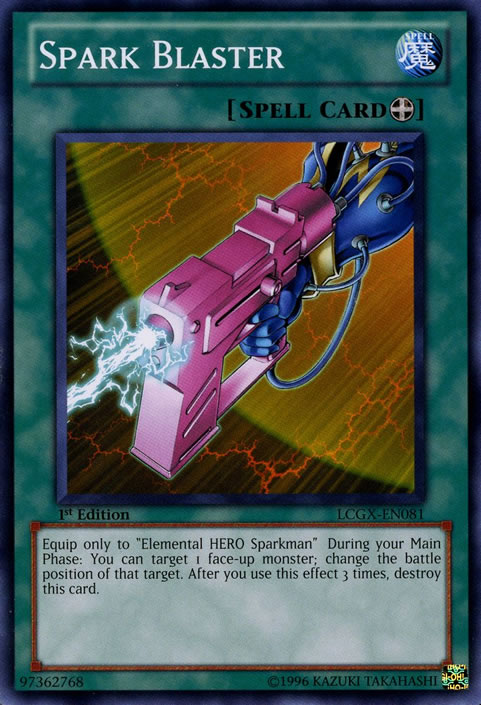 SPARK BLASTER
SPELL
魔
[SPELL CARD]
1st Edition
LCGX-EN081
Equip only to "Elemental HERO Sparkman" During your Main
Phase: You can target 1 face-up monster; change the battle
position of that target. After you use this effect 3 times, destroy
this card.
97362768
©1996 KAZUKI TAKAHASHI